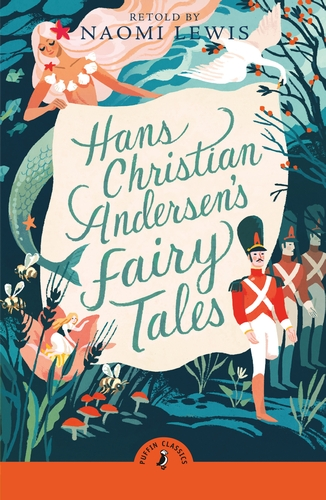 RETOLD BY
NAOMI LEWIS
Hans
Christian
Andersen's
Fairy
Tales
PUFFIN CLASSICS